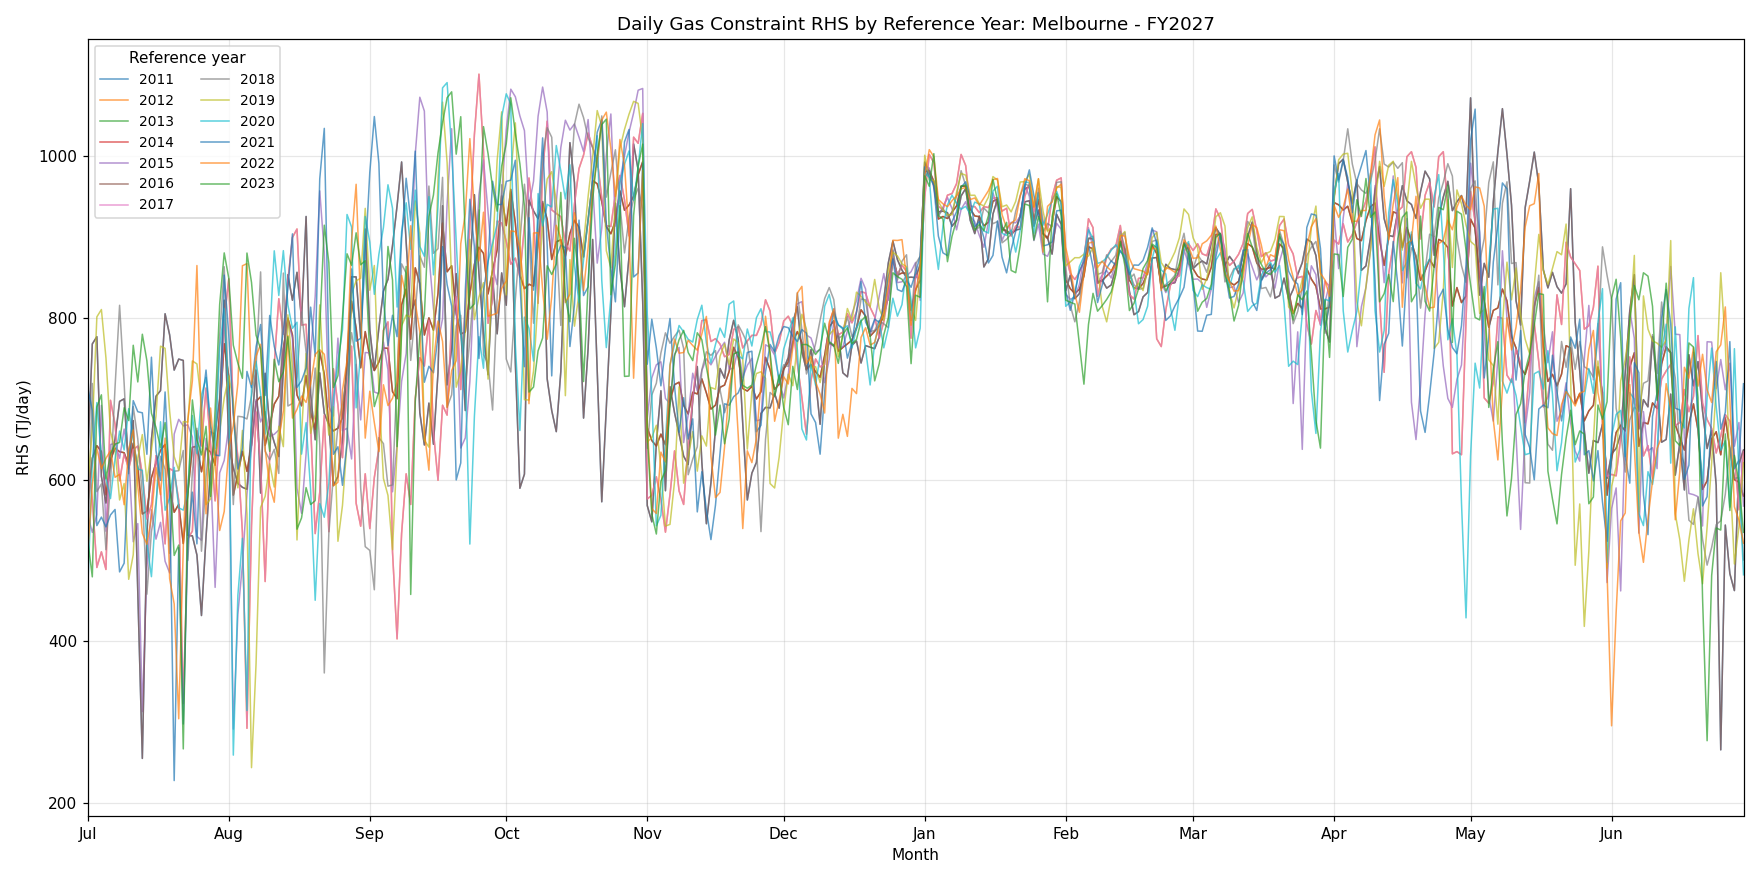 Daily Gas Constraint RHS by Reference Year: Melbourne - FY2027
Reference year
2011 2018
2012 2019
2013 2020
2014 2021
2015 2022
2016 2023
2017
RHS (TJ/day)
1000
800
600
400
200
Jul Aug Sep Oct Nov Dec Jan Feb Mar Apr May Jun
Month